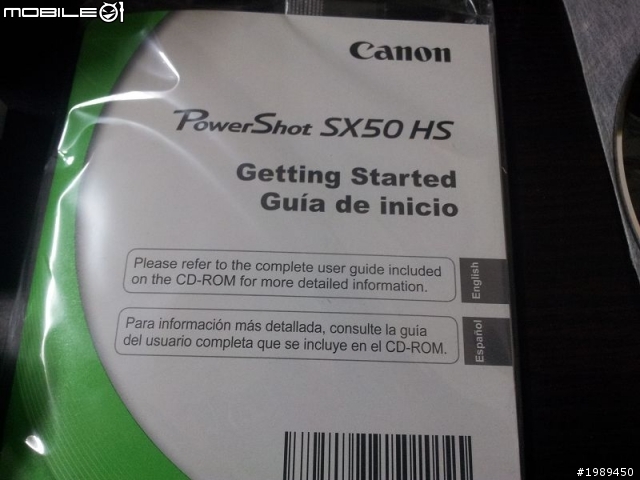 MOBILE01
Canon
PowerShot SX50 HS
Getting Started
Guía de inicio
Please refer to the complete user guide included
on the CD-ROM for more detailed information.
English
Para información más detallada, consulte la guía
del usuario completa que se incluye en el CD-ROM.
Español
#1989450